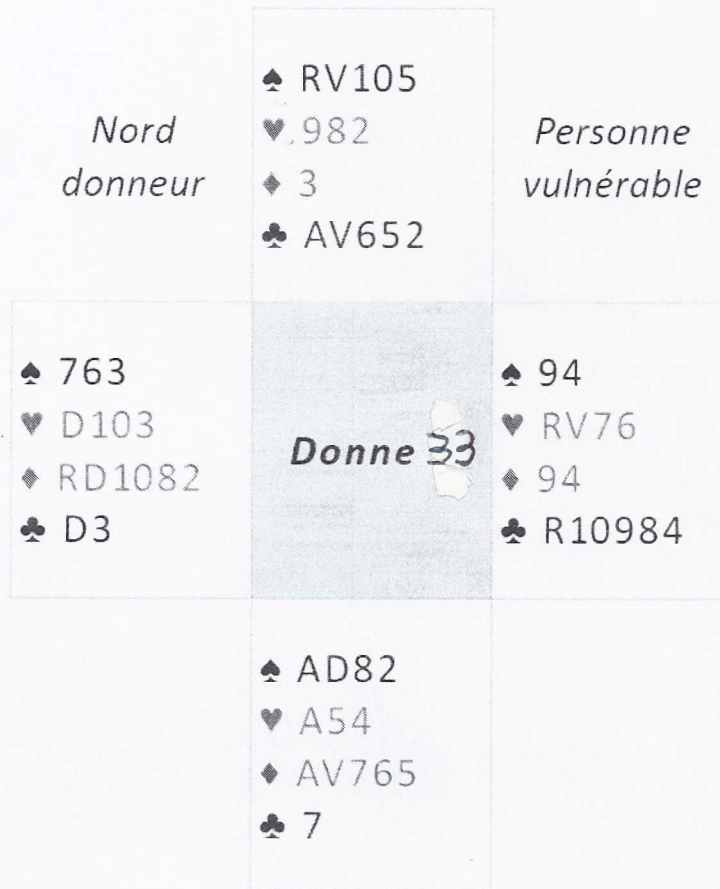 ♠ RV105
Nord
donneur
♥ 982
♦ 3
♣ AV652
Personne
vulnérable
♠ 763
♥ D103
♦ RD1082
♣ D3
Donne 33
♠ 94
♥ RV76
♦ 94
♣ R10984
♠ AD82
♥ A54
♦ AV765
♣ 7